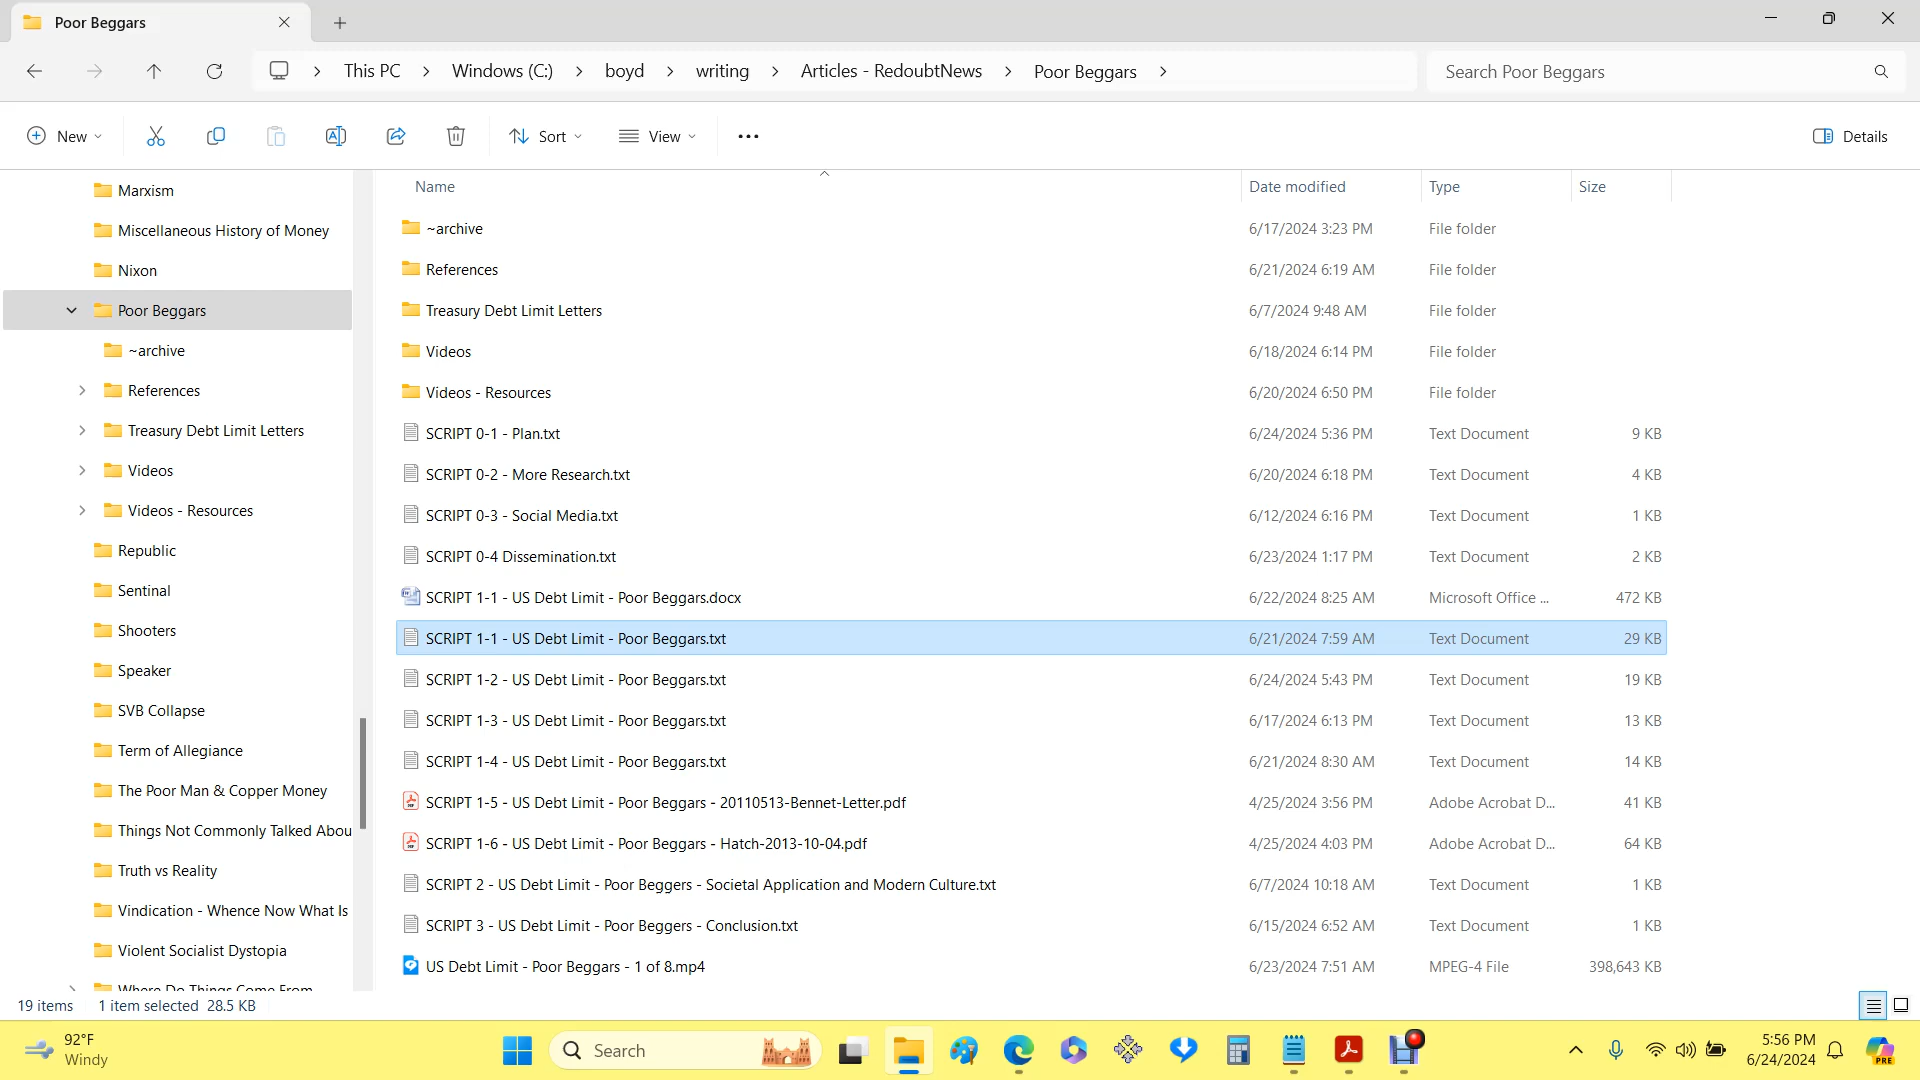 Poor Beggars
This PC > Windows (C:) > boyd > writing > Articles - RedoubtNews > Poor Beggars >
Search Poor Beggars
New
Sort
View
Details
Marxism
Miscellaneous History of Money
Nixon
Poor Beggars
~archive
References
Treasury Debt Limit Letters
Videos
Videos - Resources
Republic
Sentinal
Shooters
Speaker
SVB Collapse
Term of Allegiance
The Poor Man & Copper Money
Things Not Commonly Talked Abou
Truth vs Reality
Vindication - Whence Now What Is
Violent Socialist Dystopia
Where Do Things Come From
Name Date modified Type Size
~archive 6/17/2024 3:23 PM File folder
References 6/21/2024 6:19 AM File folder
Treasury Debt Limit Letters 6/7/2024 9:48 AM File folder
Videos 6/18/2024 6:14 PM File folder
Videos - Resources 6/20/2024 6:50 PM File folder
SCRIPT 0-1 - Plan.txt 6/24/2024 5:36 PM Text Document 9 KB
SCRIPT 0-2 - More Research.txt 6/20/2024 6:18 PM Text Document 4 KB
SCRIPT 0-3 - Social Media.txt 6/12/2024 6:16 PM Text Document 1 KB
SCRIPT 0-4 Dissemination.txt 6/23/2024 1:17 PM Text Document 2 KB
SCRIPT 1-1 - US Debt Limit - Poor Beggars.docx 6/22/2024 8:25 AM Microsoft Office ... 472 KB
SCRIPT 1-1 - US Debt Limit - Poor Beggars.txt 6/21/2024 7:59 AM Text Document 29 KB
SCRIPT 1-2 - US Debt Limit - Poor Beggars.txt 6/24/2024 5:43 PM Text Document 19 KB
SCRIPT 1-3 - US Debt Limit - Poor Beggars.txt 6/17/2024 6:13 PM Text Document 13 KB
SCRIPT 1-4 - US Debt Limit - Poor Beggars.txt 6/21/2024 8:30 AM Text Document 14 KB
SCRIPT 1-5 - US Debt Limit - Poor Beggars - 20110513-Bennet-Letter.pdf 4/25/2024 3:56 PM Adobe Acrobat D... 41 KB
SCRIPT 1-6 - US Debt Limit - Poor Beggars - Hatch-2013-10-04.pdf 4/25/2024 4:03 PM Adobe Acrobat D... 64 KB
SCRIPT 2 - US Debt Limit - Poor Beggers - Societal Application and Modern Culture.txt 6/7/2024 10:18 AM Text Document 1 KB
SCRIPT 3 - US Debt Limit - Poor Beggers - Conclusion.txt 6/15/2024 6:52 AM Text Document 1 KB
US Debt Limit - Poor Beggars - 1 of 8.mp4 6/23/2024 7:51 AM MPEG-4 File 398,643 KB
19 items 1 item selected 28.5 KB
92°F
Windy
Search
5:56 PM
6/24/2024
PRE